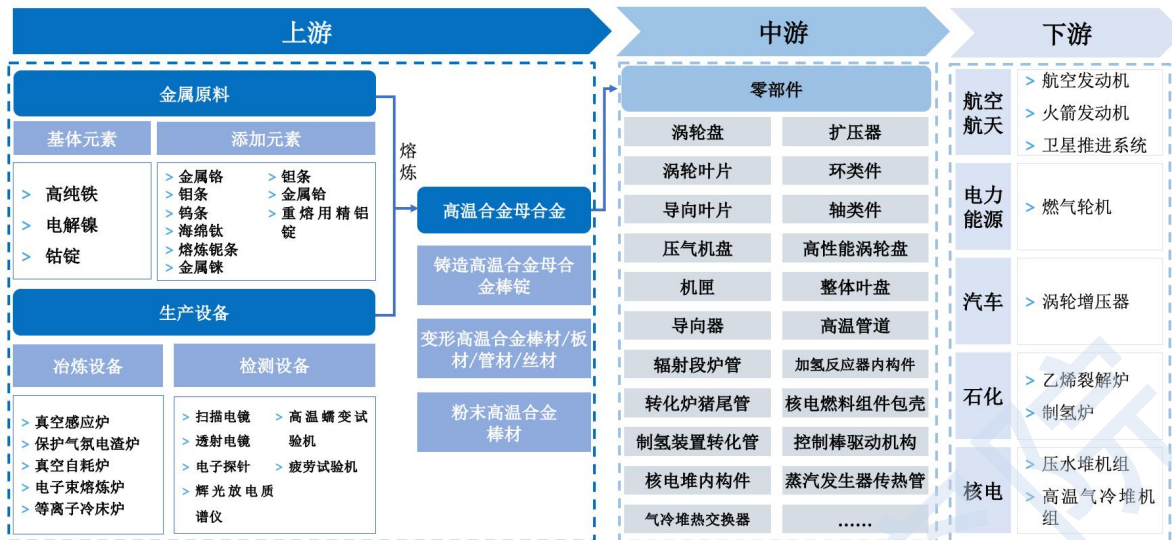 上游
中游
下游
金属原料
基体元素
添加元素
> 高纯铁
> 电解镍
> 钴锭
> 金属铬
> 钼条
> 钨条
> 海绵钛
> 熔炼铌条
> 金属铼
> 钽条
> 金属铪
> 重熔用精铝
锭
生产设备
冶炼设备
检测设备
> 真空感应炉
> 保护气氛电渣炉
> 真空自耗炉
> 电子束熔炼炉
> 等离子冷床炉
> 扫描电镜
> 透射电镜
> 电子探针
> 辉光放电质
谱仪
> 高温蠕变试
验机
> 疲劳试验机
熔
炼
高温合金母合金
铸造高温合金母合
金棒锭
变形高温合金棒材/板
材/管材/丝材
粉末高温合金
棒材
零部件
涡轮盘
扩压器
涡轮叶片
环类件
导向叶片
轴类件
压气机盘
高性能涡轮盘
机匣
整体叶盘
导向器
高温管道
辐射段炉管
加氢反应器内构件
转化炉猪尾管
核电燃料组件包壳
制氢装置转化管
控制棒驱动机构
核电堆内构件
蒸汽发生器传热管
气冷堆热交换器
……
航空
航天
> 航空发动机
> 火箭发动机
> 卫星推进系统
电力
能源
> 燃气轮机
汽车
> 涡轮增压器
石化
> 乙烯裂解炉
> 制氢炉
核电
> 压水堆机组
> 高温气冷堆机
组
院